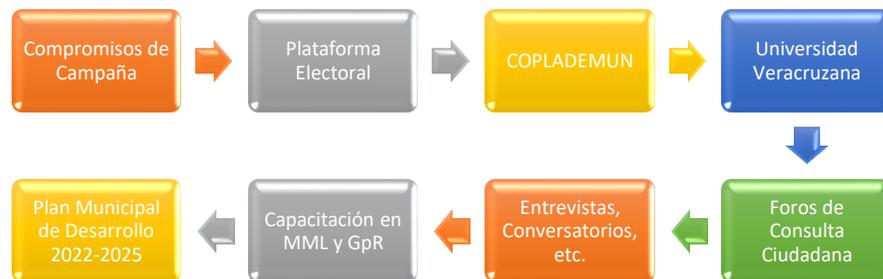 Compromisos de
Campaña
Plataforma
Electoral
COPLADEMUN
Universidad
Veracruzana
Foros de
Consulta
Ciudadana
Entrevistas,
Conversatorios,
etc.
Capacitación en
MML y GpR
Plan Municipal
de Desarrollo
2022-2025